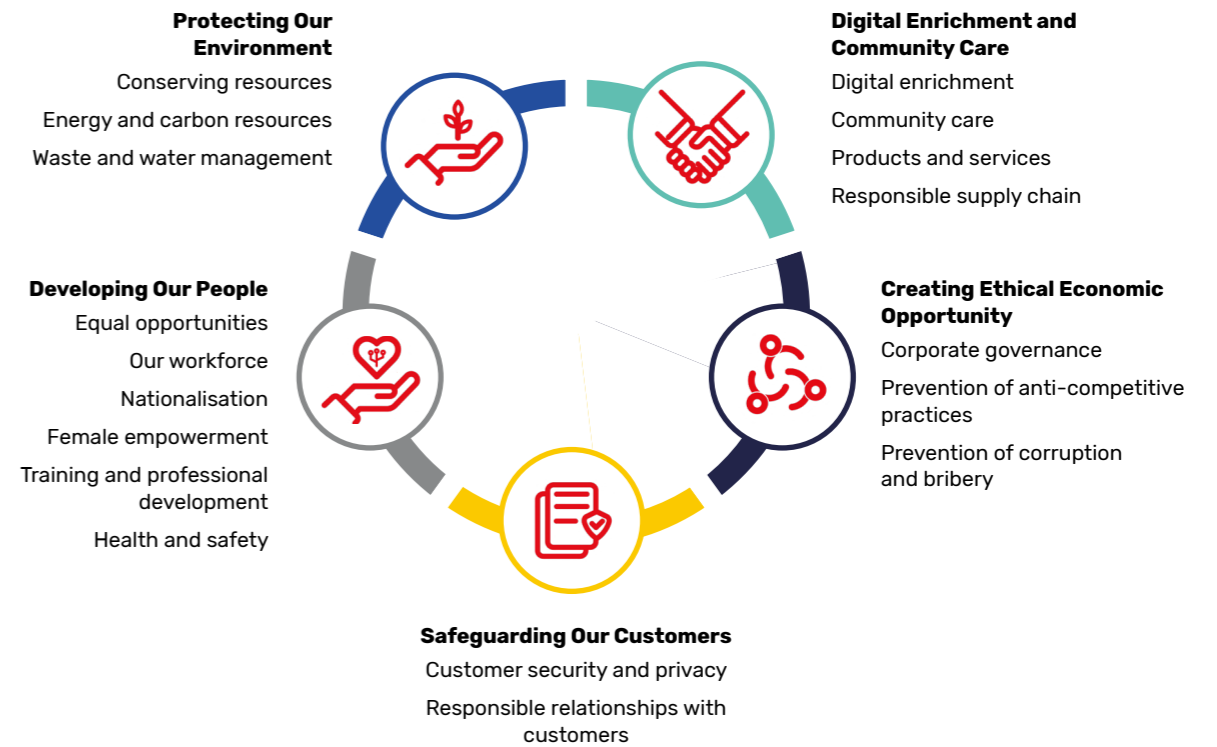 Protecting Our
Environment
Conserving resources
Energy and carbon resources
Waste and water management
Digital Enrichment and
Community Care
Digital enrichment
Community care
Products and services
Responsible supply chain
Developing Our People
Equal opportunities
Our workforce
Nationalisation
Female empowerment
Training and professional
development
Health and safety
Creating Ethical Economic
Opportunity
Corporate governance
Prevention of anti-competitive
practices
Prevention of corruption
and bribery
Safeguarding Our Customers
Customer security and privacy
Responsible relationships with
customers